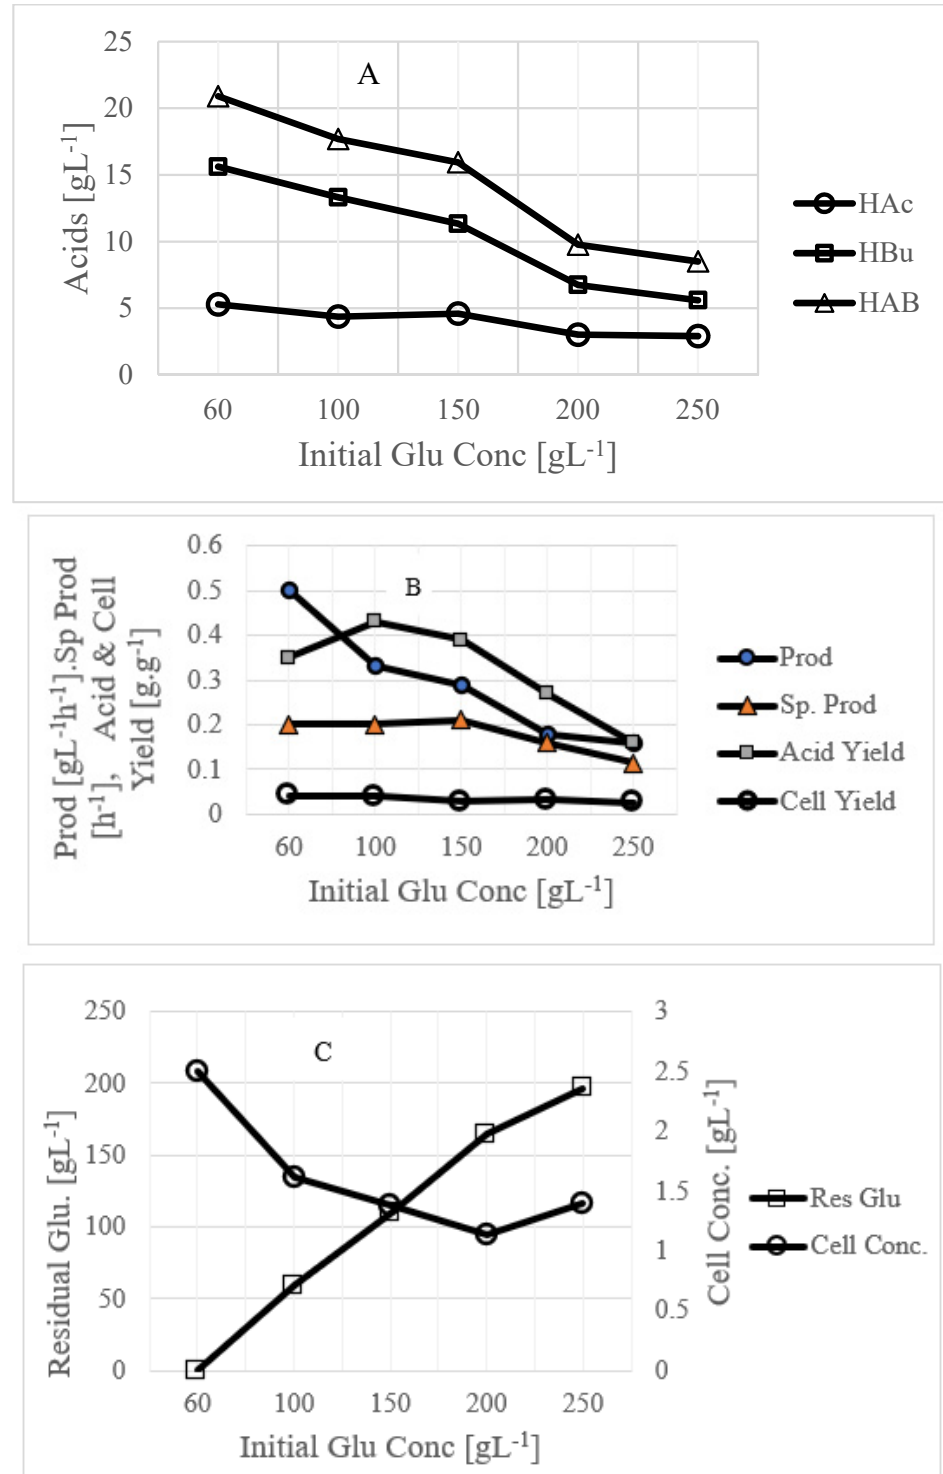 25
A
20
15
10
5
0
Acids [gL⁻¹]
60 100 150 200 250
Initial Glu Conc [gL⁻¹]
HAc
HBu
HAB
Prod [gL⁻¹h⁻¹].Sp Prod
[h⁻¹], Acid & Cell
Yield [g.g⁻¹]
0.6
B
0.5
0.4
0.3
0.2
0.1
0
60 100 150 200 250
Initial Glu Conc [gL⁻¹]
Prod
Sp. Prod
Acid Yield
Cell Yield
250
C
200
150
100
50
0
Residual Glu. [gL⁻¹]
3
2.5
2
1.5
1
0.5
0
Cell Conc. [gL⁻¹]
60 100 150 200 250
Initial Glu Conc [gL⁻¹]
Res Glu
Cell Conc.